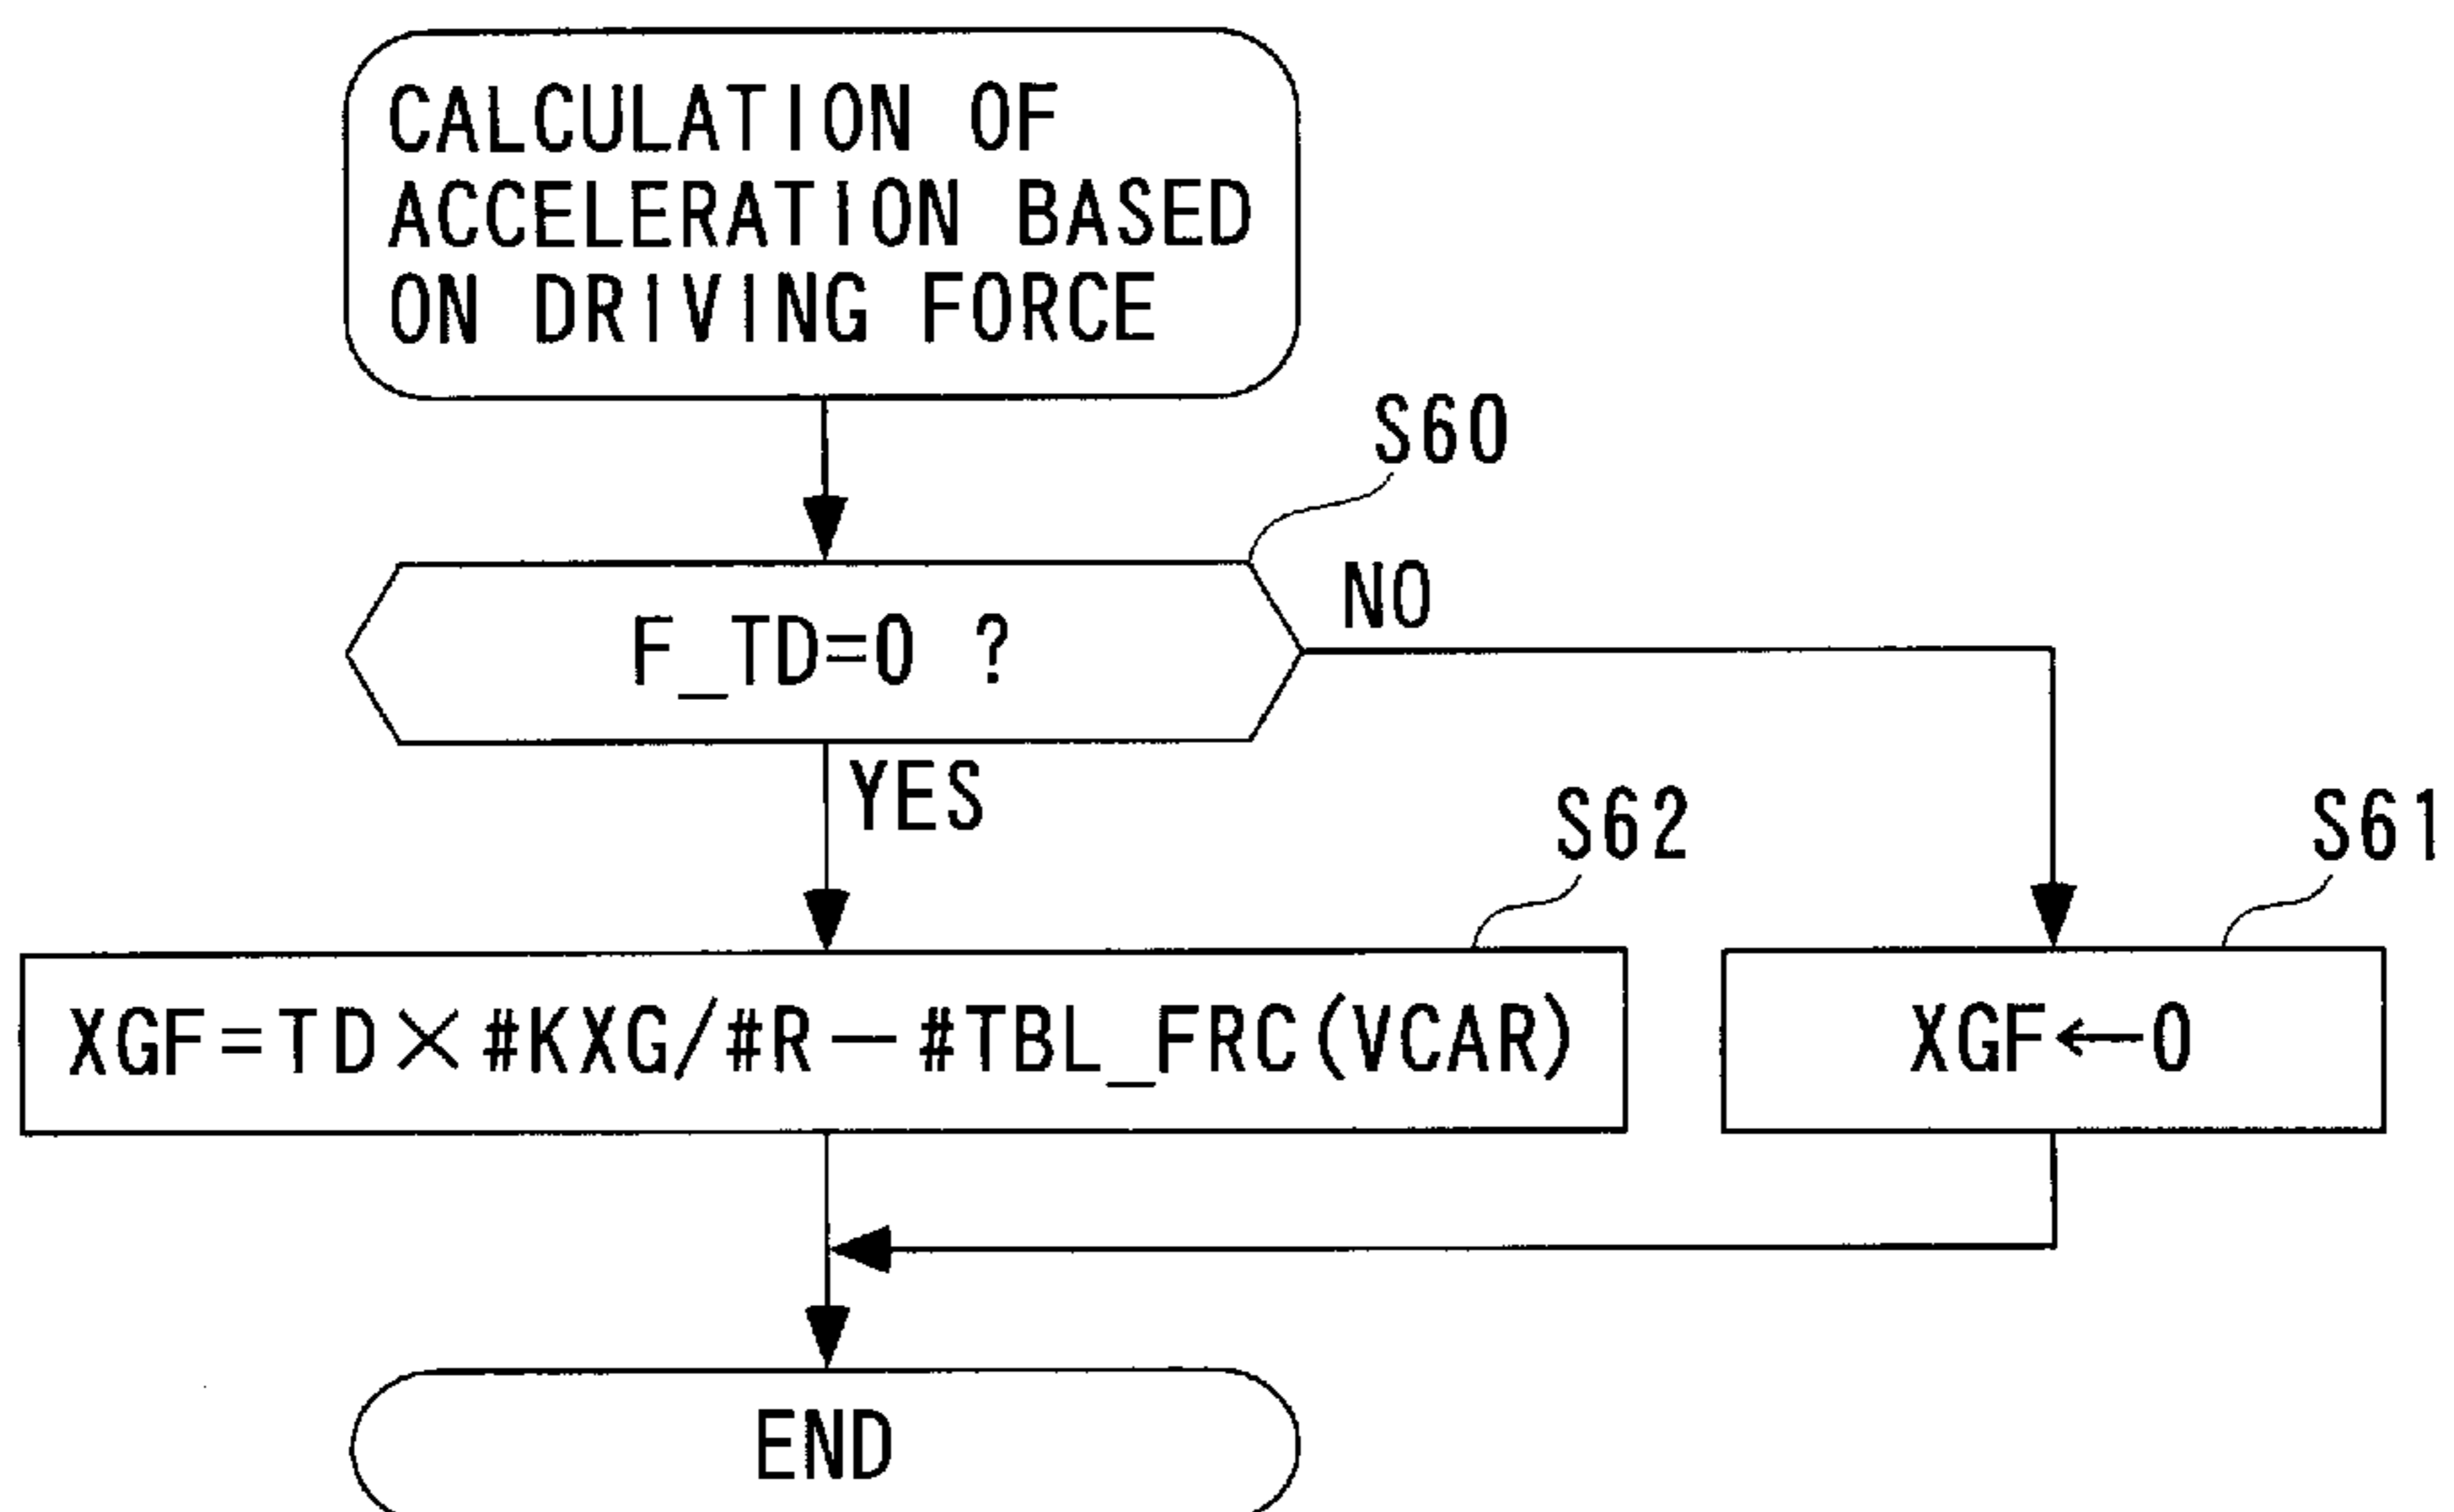 CALCULATION OF
ACCELERATION BASED
ON DRIVING FORCE
S60
F_TD=0 ?
NO
YES
S62
S61
XGF=TD×#KXG/#R－#TBL_FRC(VCAR)
XGF←0
END